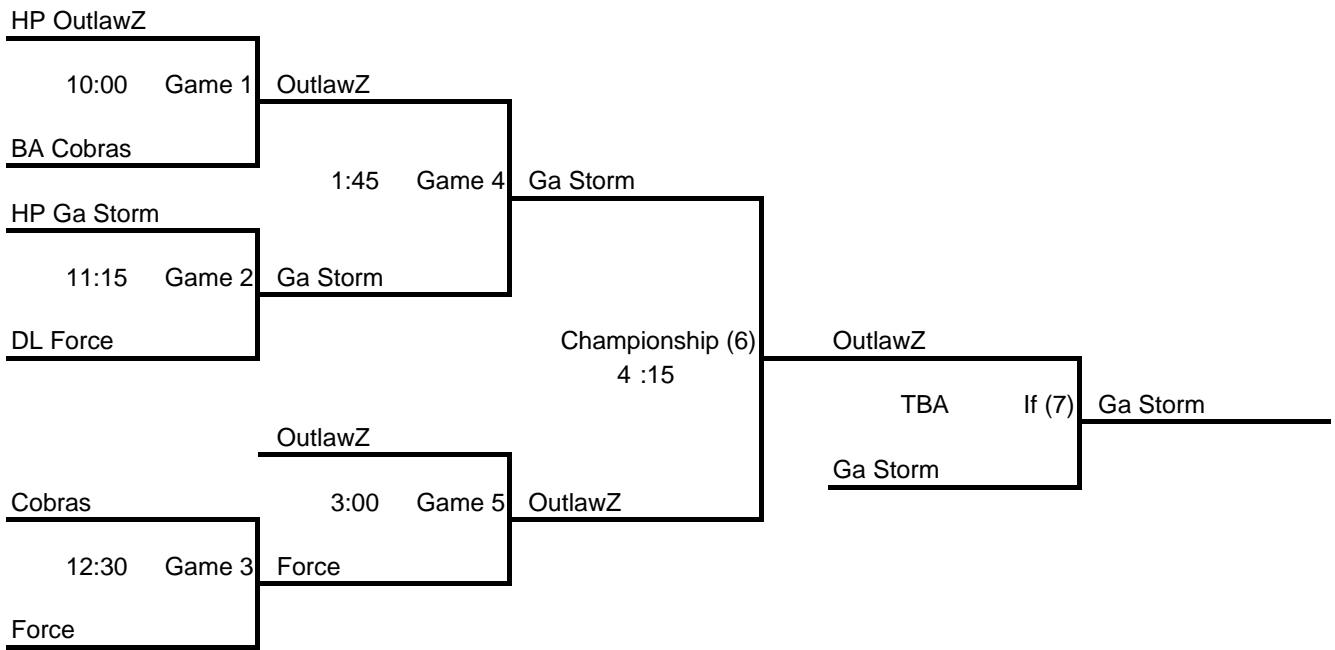 HP OutlawZ
10:00 Game 1 OutlawZ
BA Cobras
1:45 Game 4 Ga Storm
HP Ga Storm
11:15 Game 2 Ga Storm
DL Force
Championship (6) OutlawZ
4 :15
TBA If (7) Ga Storm
OutlawZ
Ga Storm
Cobras 3:00 Game 5 OutlawZ
12:30 Game 3 Force
Force